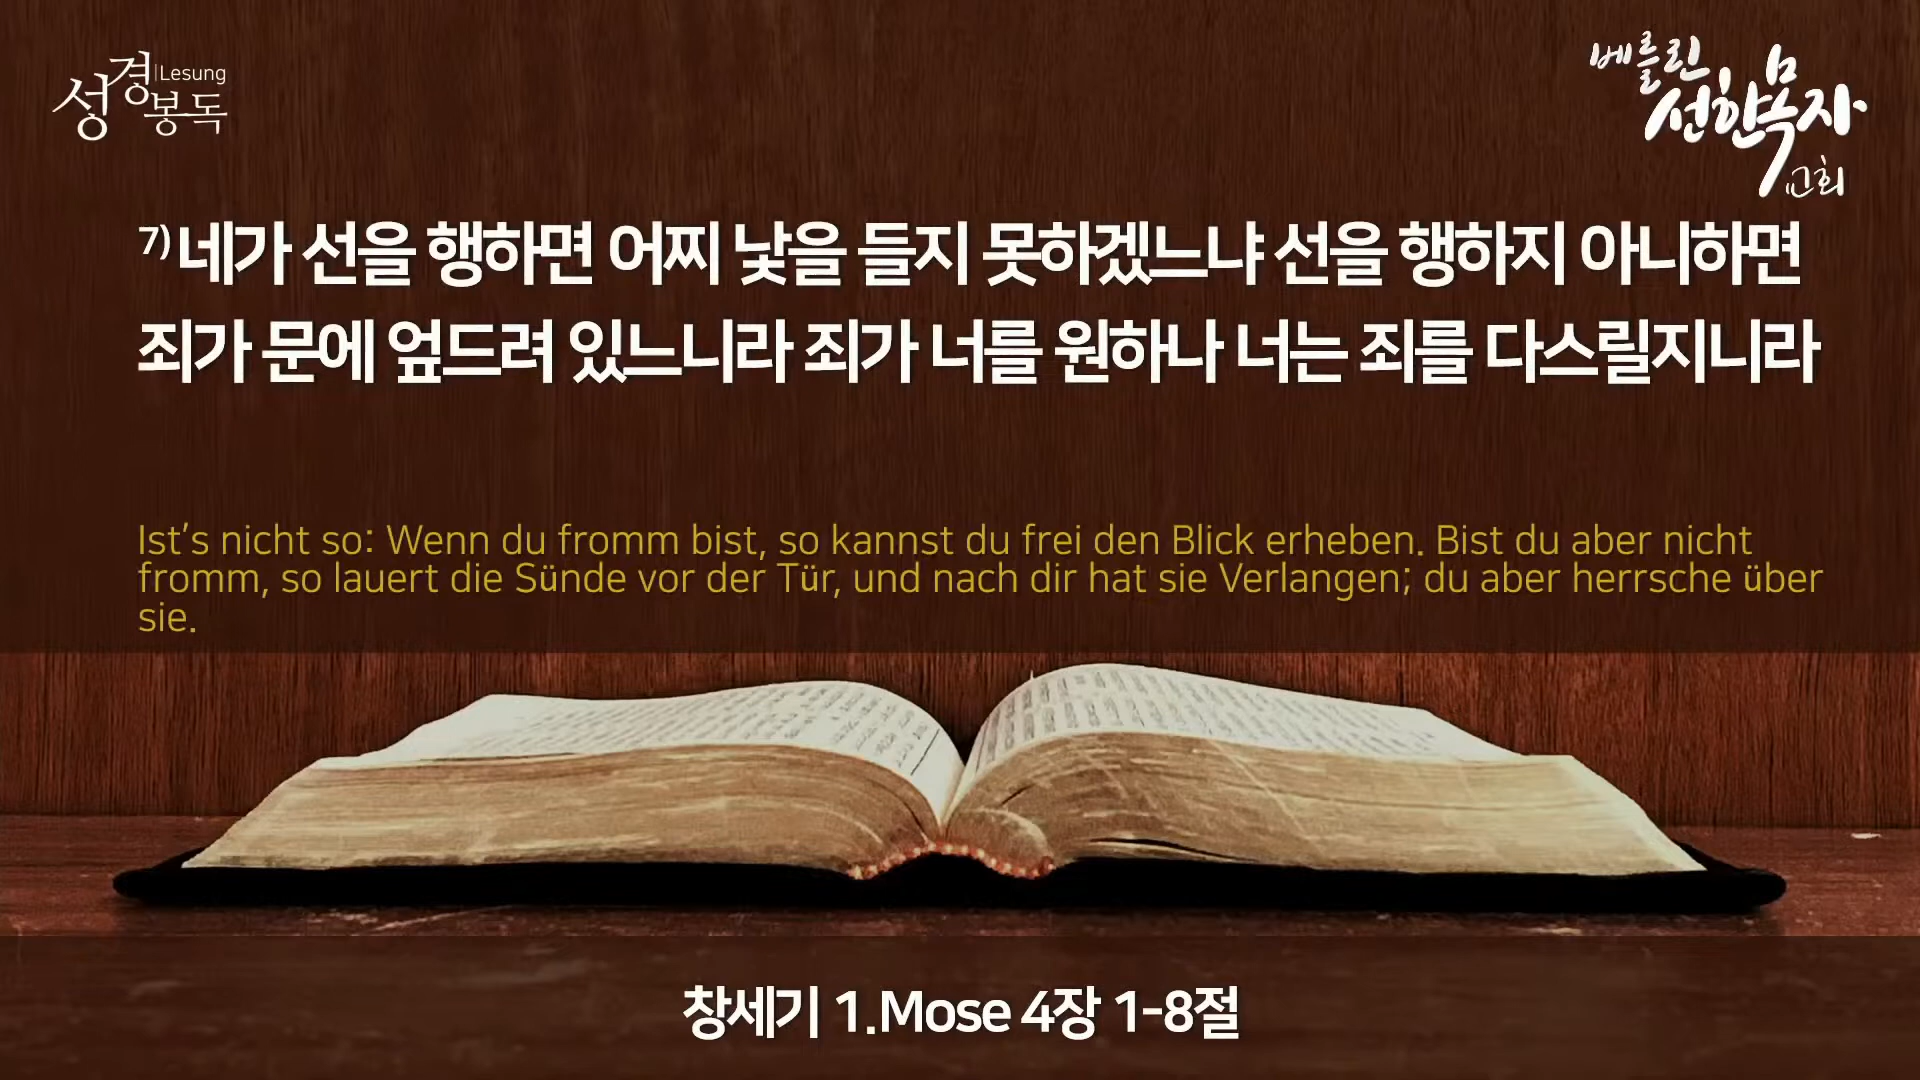 성경봉독 | Lesung
베를린
선한목자
교회
7) 네가 선을 행하면 어찌 낯을 들지 못하겠느냐 선을 행하지 아니하면
죄가 문에 엎드려 있느니라 죄가 너를 원하나 너는 죄를 다스릴지니라
Ist's nicht so: Wenn du fromm bist, so kannst du frei den Blick erheben. Bist du aber nicht
fromm, so lauert die Sünde vor der Tür, und nach dir hat sie Verlangen; du aber herrsche über
sie.
창세기 1.Mose 4장 1-8절